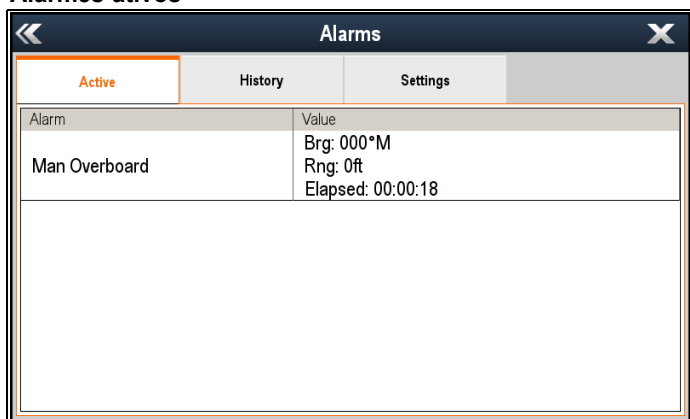 Alarmes ativos
Alarms
Active History Settings
Alarm Value
Man Overboard
Brg: 000°M
Rng: 0ft
Elapsed: 00:00:18